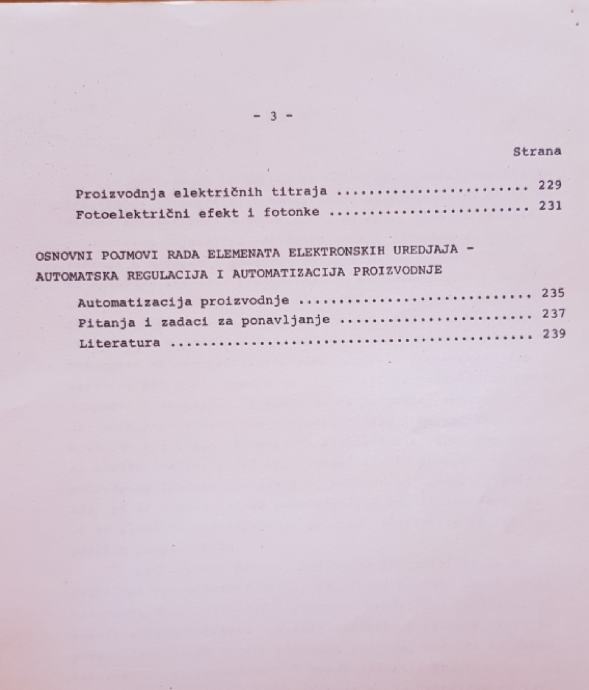 - 3 -
Strana
Proizvodnja električnih titraja ........................ 229
Fotoelektrični efekt i fotonke ......................... 231
OSNOVNI POJMOVI RADA ELEMENATA ELEKTRONSKIH UREDJAJA -
AUTOMATSKA REGULACIJA I AUTOMATIZACIJA PROIZVODNJE
Automatizacija proizvodnje ............................. 235
Pitanja i zadaci za ponavljanje ........................ 237
Literatura ............................................. 239